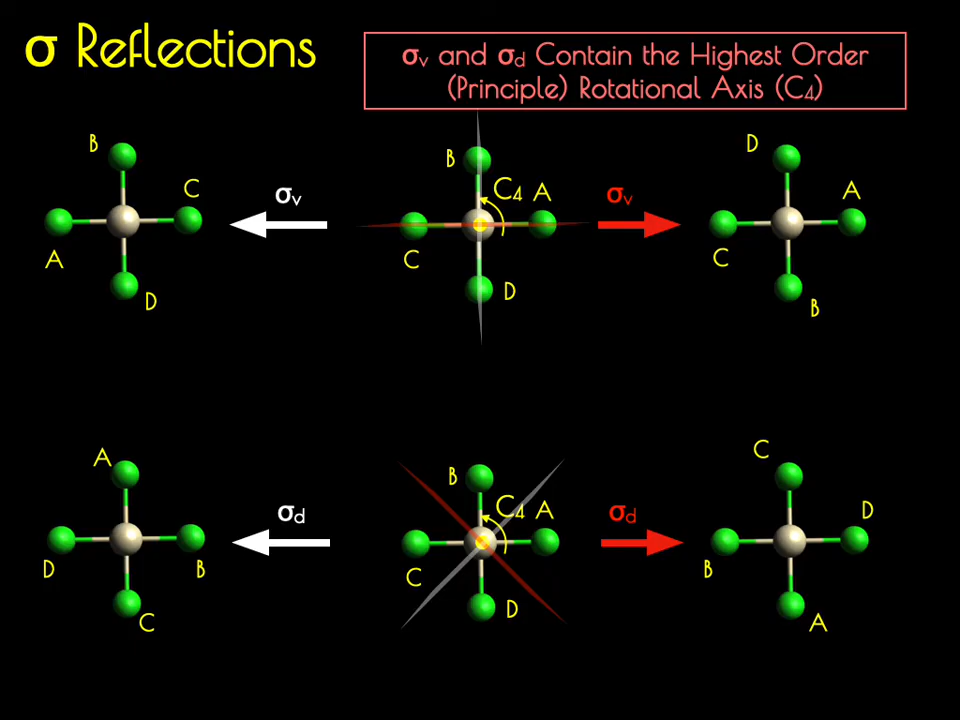 σ Reflections
σv and σd Contain the Highest Order
(Principle) Rotational Axis (C4)
B
C
A
D
σv
B
C4
A
C
D
σv
D
A
C
B
A
D
B
C
σd
B
C4
A
C
D
σd
C
D
B
A